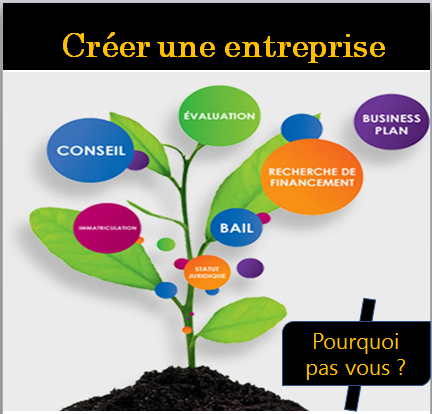 Créer une entreprise
ÉVALUATION
BUSINESS
PLAN
CONSEIL
RECHERCHE DE
FINANCEMENT
IMMATRICULATION
BAIL
STATUT
JURIDIQUE
Pourquoi
pas vous ?